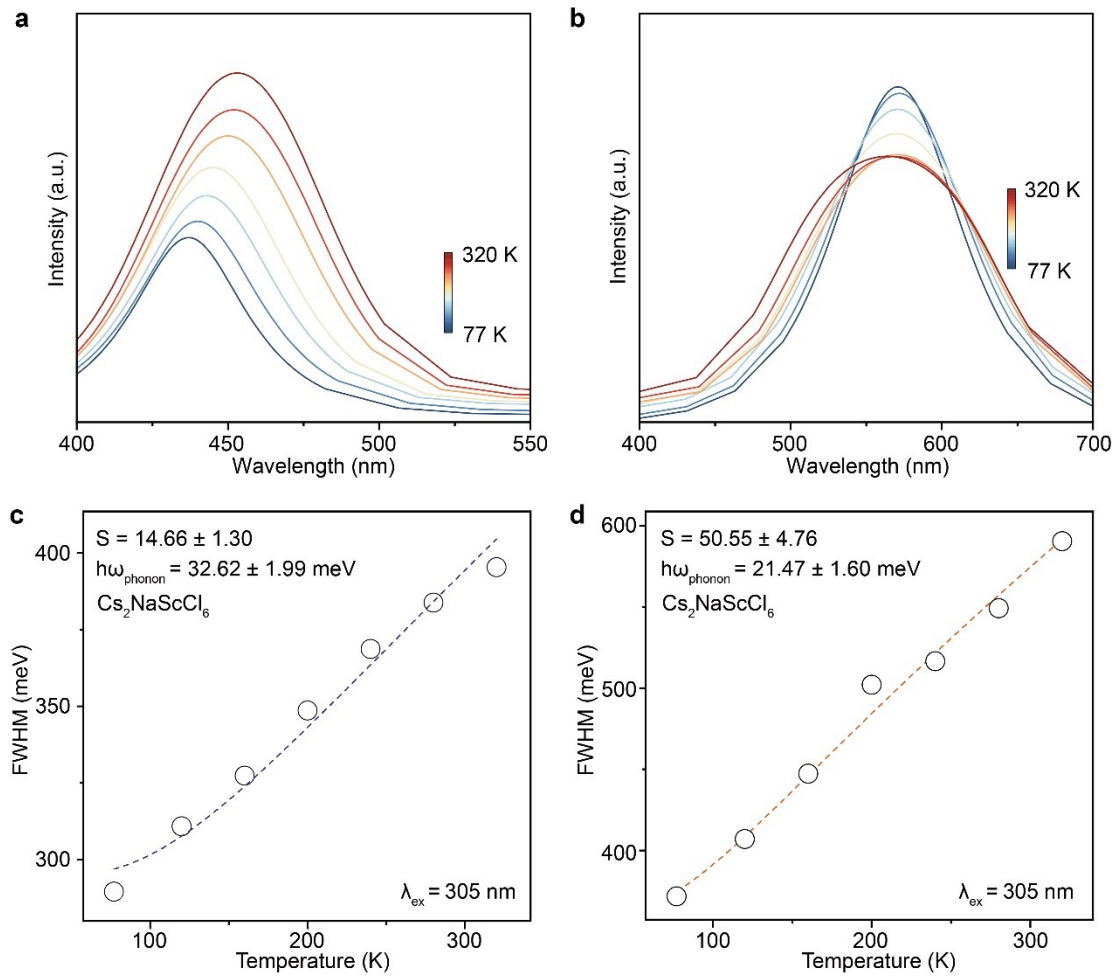 a
Intensity (a.u.)
320 K
77 K
400 450 500 550
Wavelength (nm)
b
Intensity (a.u.)
320 K
77 K
400 500 600 700
Wavelength (nm)
c
S = 14.66 ± 1.30
hω_phonon = 32.62 ± 1.99 meV
Cs₂NaScCl₆
400
350
300
FWHM (meV)
λ_ex = 305 nm
100 200 300
Temperature (K)
d
S = 50.55 ± 4.76
hω_phonon = 21.47 ± 1.60 meV
Cs₂NaScCl₆
600
500
400
FWHM (meV)
λ_ex = 305 nm
100 200 300
Temperature (K)